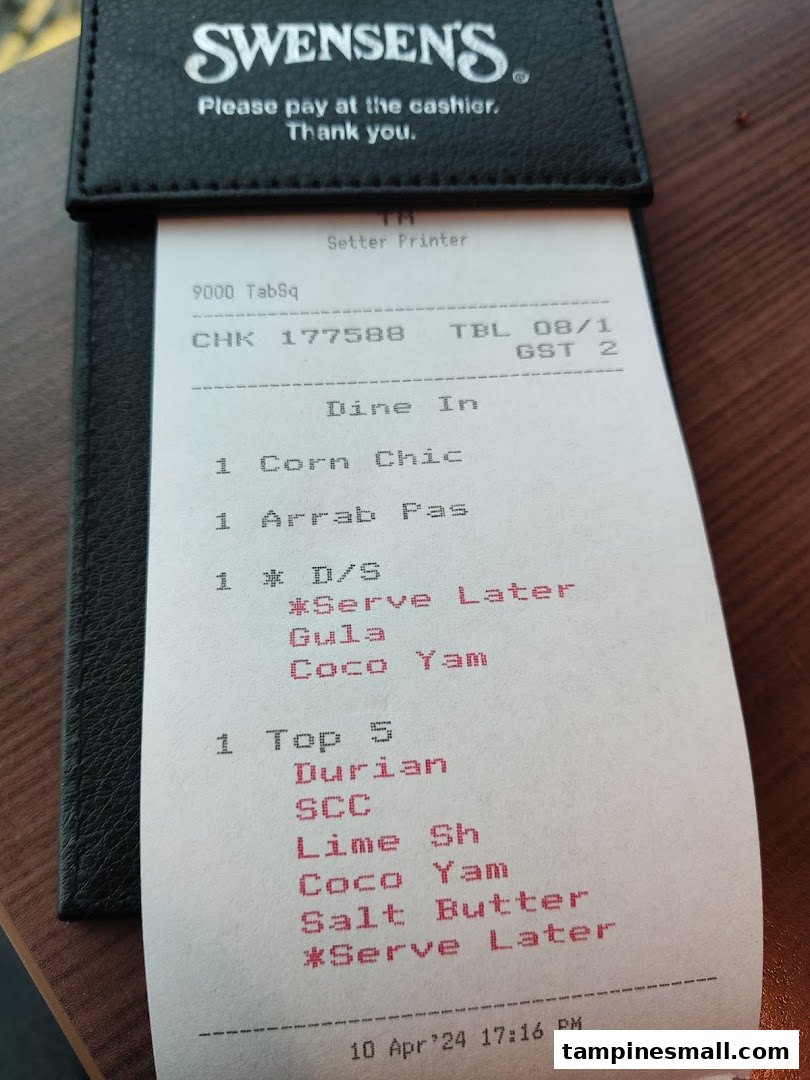 SWENSEN'S®
Please pay at the cashier.
Thank you.
TM
Setter Printer
9000 TabSq
CHK 177588 TBL 08/1
GST 2
Dine In
1 Corn Chic
1 Arrab Pas
1 * D/S
*Serve Later
Gula
Coco Yam
1 Top 5
Durian
SCC
Lime Sh
Coco Yam
Salt Butter
*Serve Later
10 Apr'24 17:16 PM
tampinesmall.com